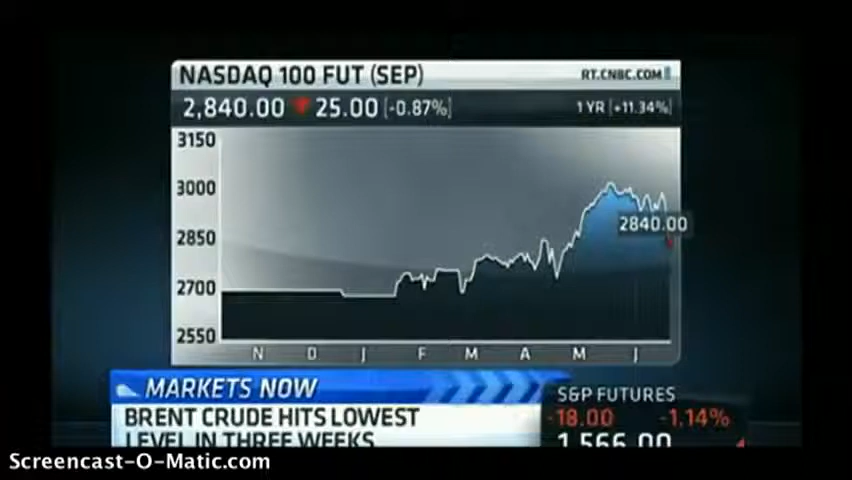 NASDAQ 100 FUT (SEP)
RT.CNBC.COM
2,840.00 ▼ 25.00 [-0.87%]
1 YR [+11.34%]
3150
3000
2850
2700
2550
2840.00
N D J F M A M J
MARKETS NOW
BRENT CRUDE HITS LOWEST
LEVEL IN THREE WEEKS
S&P FUTURES
-18.00 -1.14%
1,566.00
Screencast-O-Matic.com